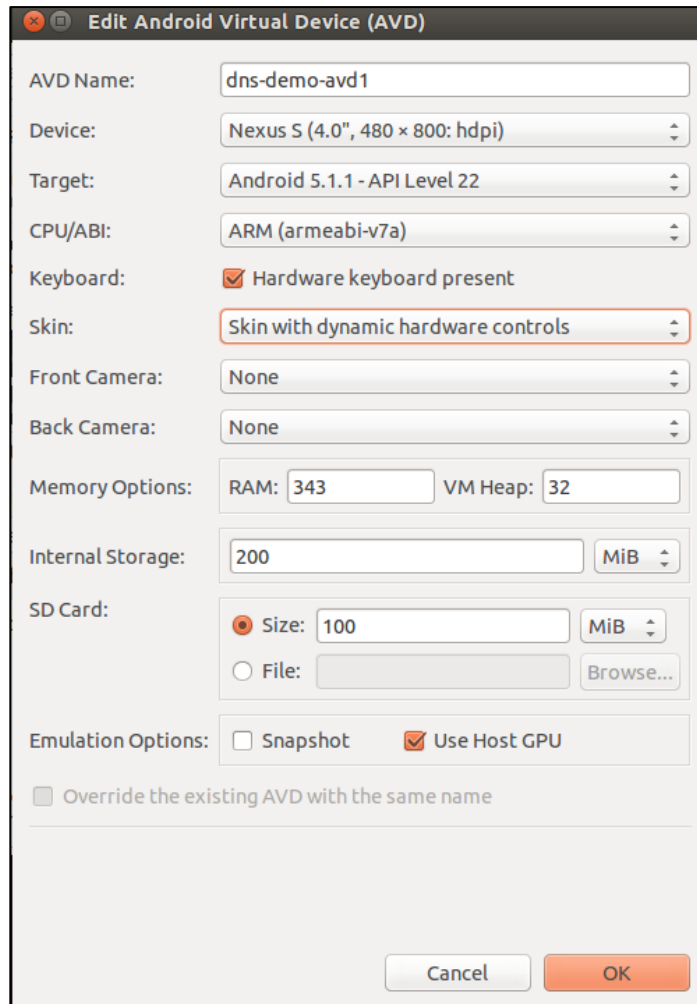 Edit Android Virtual Device (AVD)
AVD Name: dns-demo-avd1
Device: Nexus S (4.0", 480 × 800: hdpi)
Target: Android 5.1.1 - API Level 22
CPU/ABI: ARM (armeabi-v7a)
Keyboard: Hardware keyboard present
Skin: Skin with dynamic hardware controls
Front Camera: None
Back Camera: None
Memory Options: RAM: 343 VM Heap: 32
Internal Storage: 200 MiB
SD Card:
Size: 100 MiB
File: Browse...
Emulation Options: Snapshot Use Host GPU
Override the existing AVD with the same name
Cancel OK